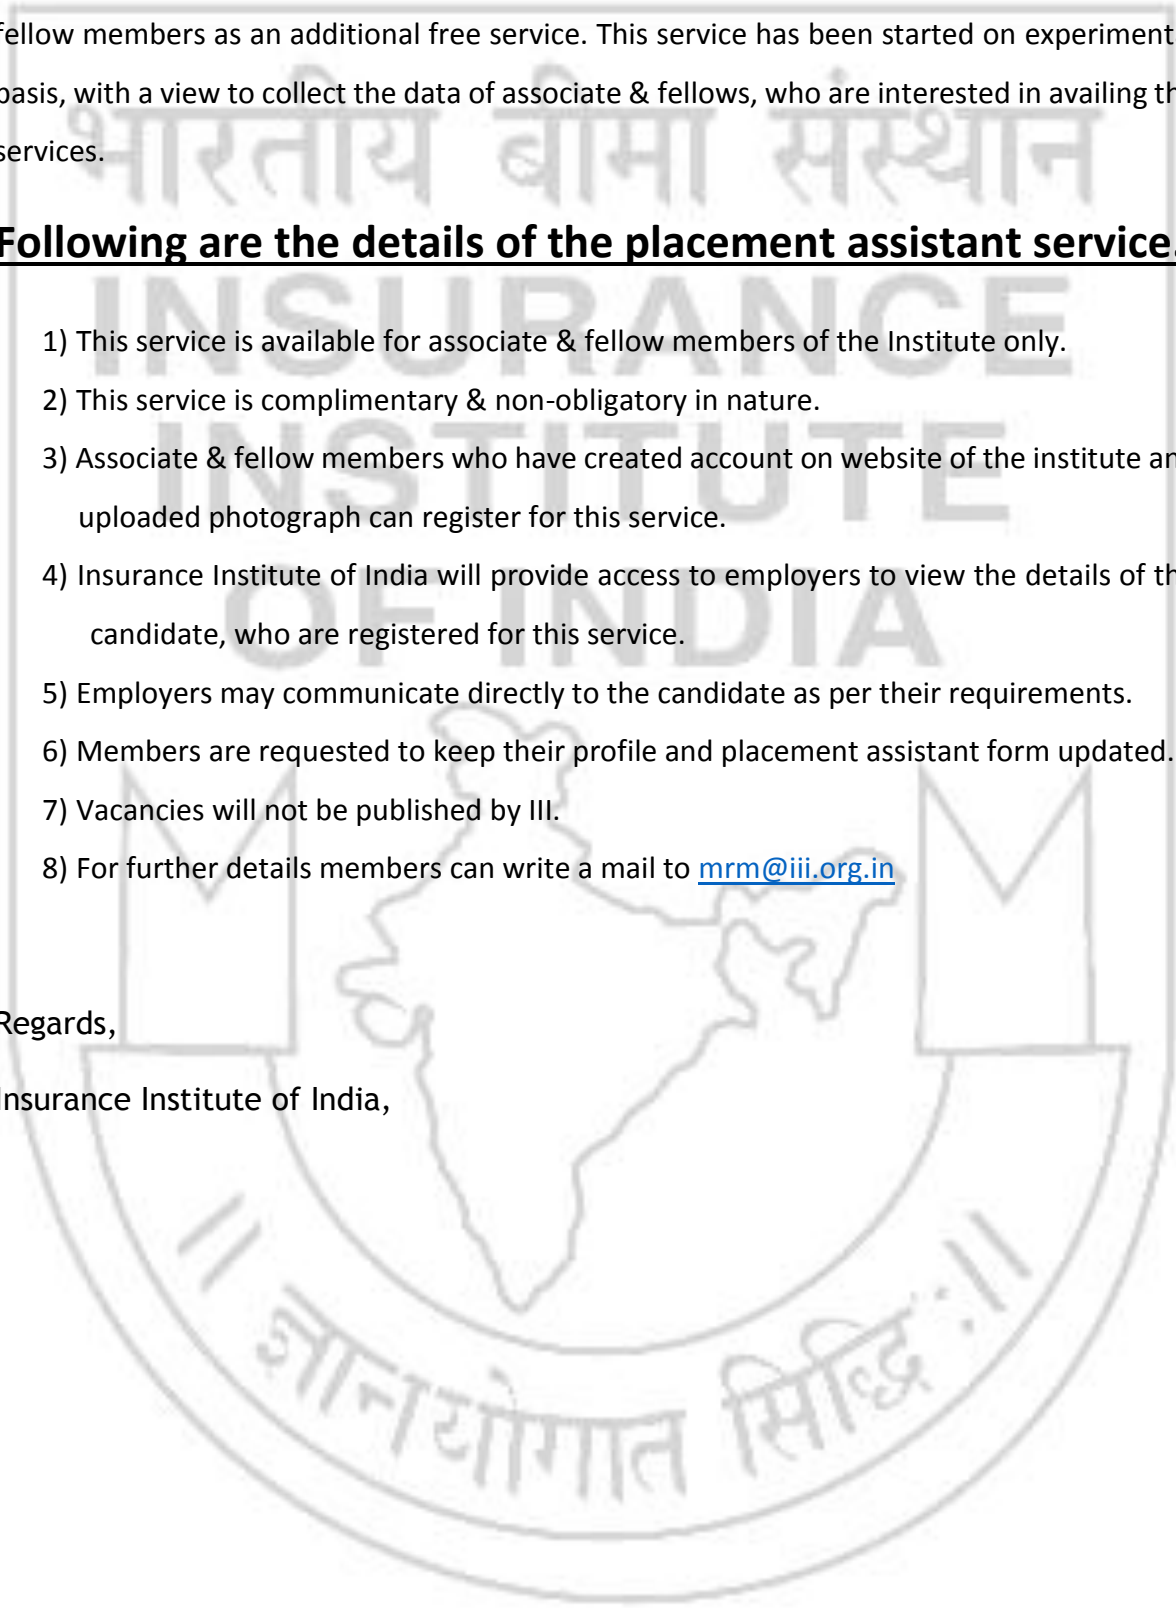 fellow members as an additional free service. This service has been started on experiment
basis, with a view to collect the data of associate & fellows, who are interested in availing th
services.
भारतीय बीमा संस्थान
Following are the details of the placement assistant service.
INSURANCE
1) This service is available for associate & fellow members of the Institute only.
2) This service is complimentary & non-obligatory in nature.
INSTITUTE
3) Associate & fellow members who have created account on website of the institute an
uploaded photograph can register for this service.
OF INDIA
4) Insurance Institute of India will provide access to employers to view the details of th
candidate, who are registered for this service.
5) Employers may communicate directly to the candidate as per their requirements.
6) Members are requested to keep their profile and placement assistant form updated.
7) Vacancies will not be published by III.
8) For further details members can write a mail to mrm@iii.org.in
Regards,
Insurance Institute of India,
॥ ज्ञानयोगात सिध्दि :॥